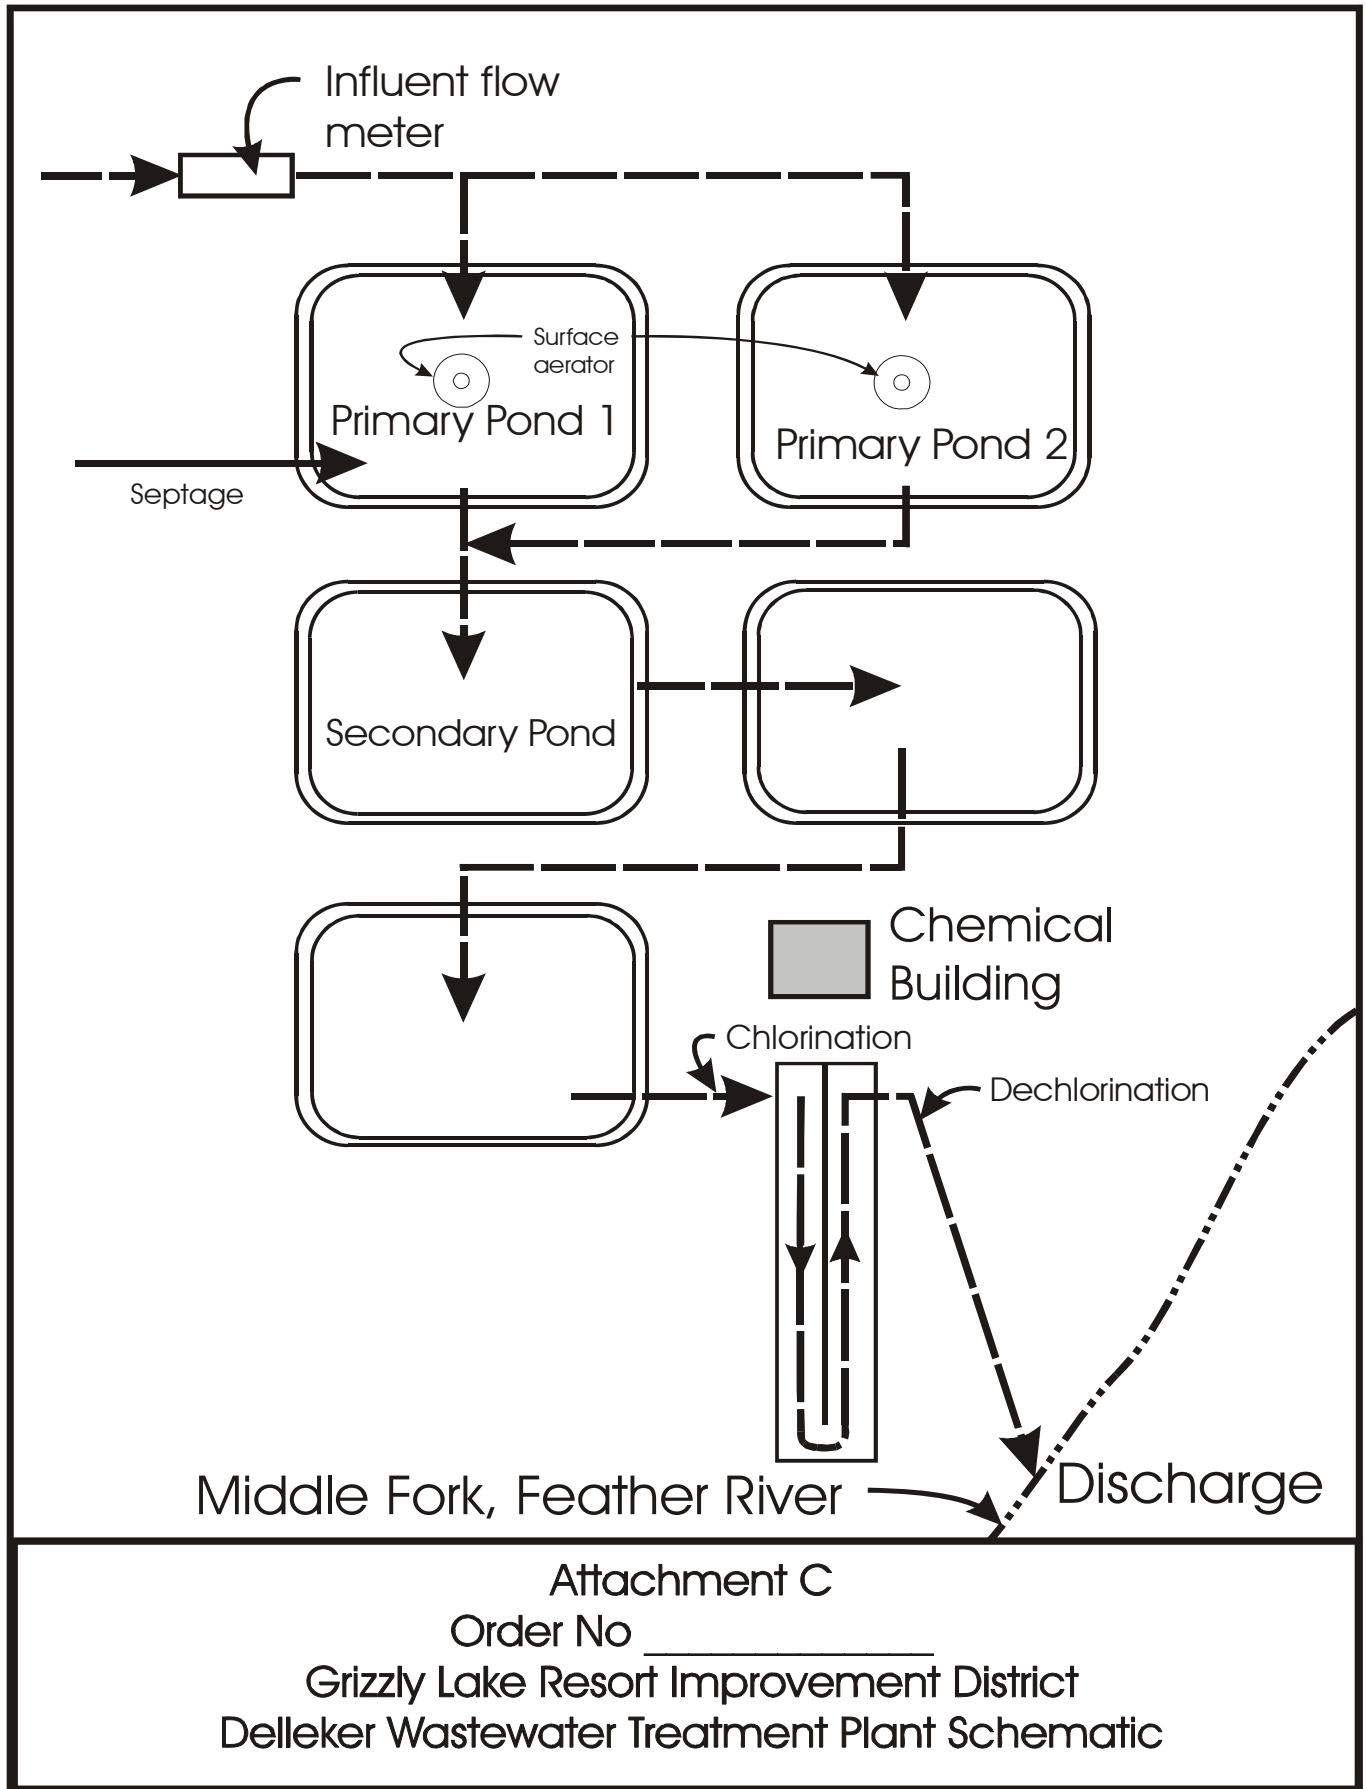 Influent flow
meter
Surface
aerator
Primary Pond 1
Primary Pond 2
Septage
Secondary Pond
Chemical
Building
Chlorination
Dechlorination
Middle Fork, Feather River
Discharge
Attachment C
Order No _______________
Grizzly Lake Resort Improvement District
Delleker Wastewater Treatment Plant Schematic